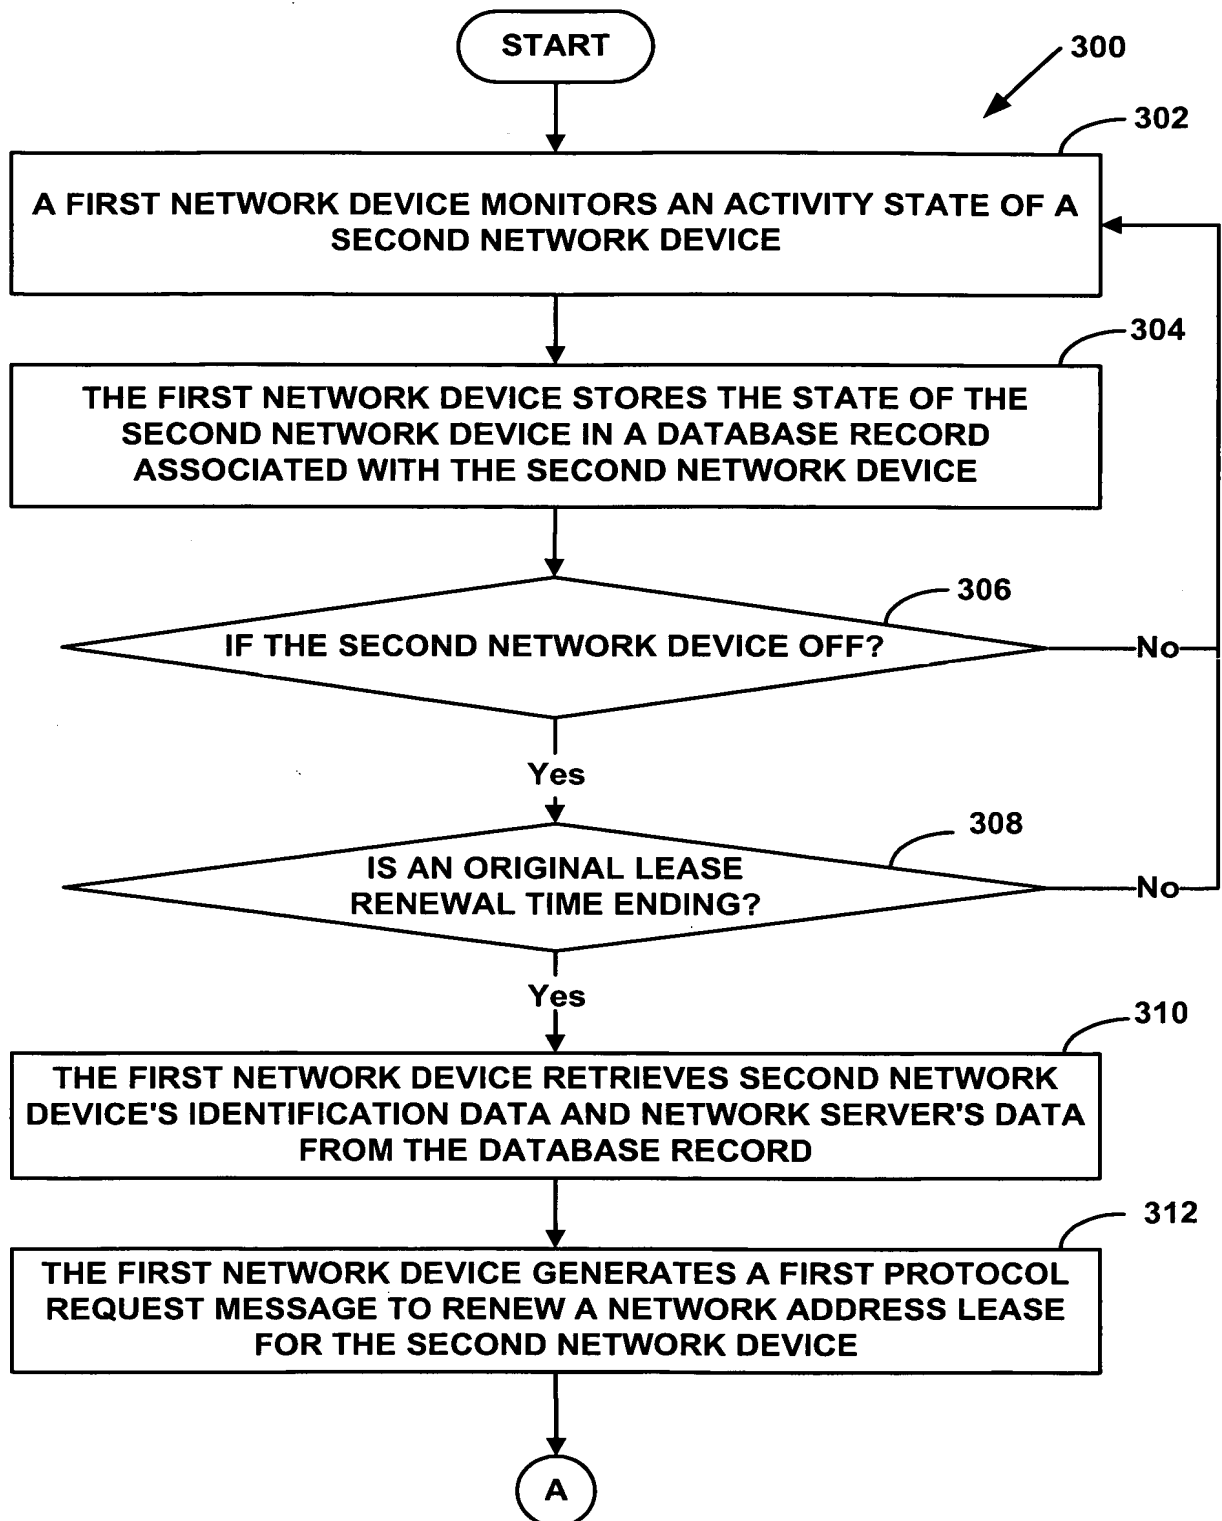 START
300
302
A FIRST NETWORK DEVICE MONITORS AN ACTIVITY STATE OF A
SECOND NETWORK DEVICE
304
THE FIRST NETWORK DEVICE STORES THE STATE OF THE
SECOND NETWORK DEVICE IN A DATABASE RECORD
ASSOCIATED WITH THE SECOND NETWORK DEVICE
306
IF THE SECOND NETWORK DEVICE OFF?
No
Yes
308
IS AN ORIGINAL LEASE
RENEWAL TIME ENDING?
No
Yes
310
THE FIRST NETWORK DEVICE RETRIEVES SECOND NETWORK
DEVICE'S IDENTIFICATION DATA AND NETWORK SERVER'S DATA
FROM THE DATABASE RECORD
312
THE FIRST NETWORK DEVICE GENERATES A FIRST PROTOCOL
REQUEST MESSAGE TO RENEW A NETWORK ADDRESS LEASE
FOR THE SECOND NETWORK DEVICE
A